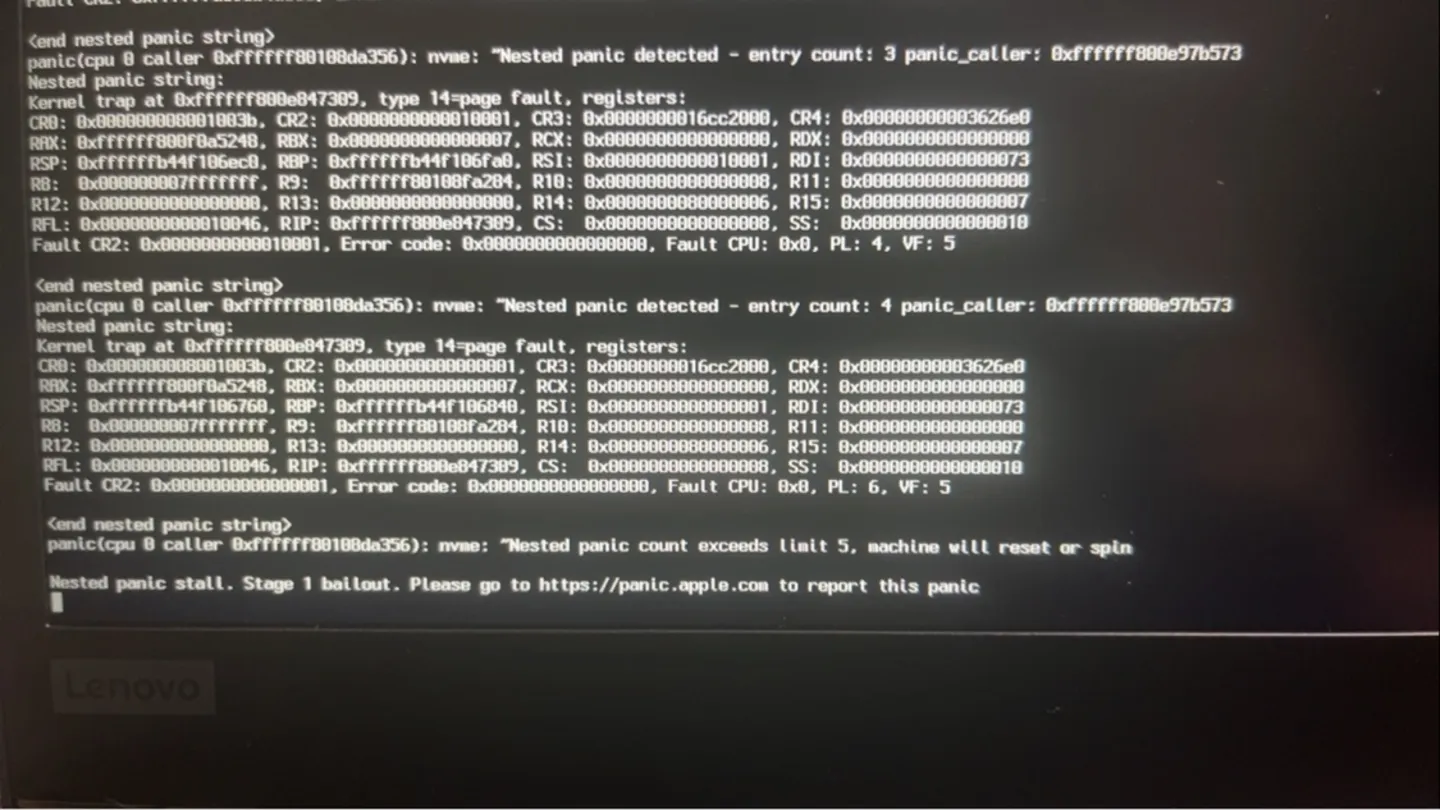 <end nested panic string>
panic(cpu 0 caller 0xffffff80108da356): nvme: "Nested panic detected - entry count: 3 panic_caller: 0xffffff800e97b573
Nested panic string:
Kernel trap at 0xffffff800e847309, type 14=page fault, registers:
CR0: 0x000000008001003b, CR2: 0x0000000000010001, CR3: 0x0000000016cc2000, CR4: 0x00000000003626e0
RAX: 0xffffff800f0a5248, RBX: 0x0000000000000007, RCX: 0x0000000000000000, RDX: 0x0000000000000000
RSP: 0xffffffb44f106ec0, RBP: 0xffffffb44f106fa0, RSI: 0x0000000000010001, RDI: 0x0000000000000073
R8: 0x000000007fffffff, R9: 0xffffff80108fa204, R10: 0x0000000000000008, R11: 0x0000000000000000
R12: 0x0000000000000000, R13: 0x0000000000000000, R14: 0x0000000080000006, R15: 0x0000000000000007
RFL: 0x0000000000010046, RIP: 0xffffff800e847309, CS: 0x0000000000000008, SS: 0x0000000000000010
Fault CR2: 0x0000000000010001, Error code: 0x0000000000000000, Fault CPU: 0x0, PL: 4, VF: 5
<end nested panic string>
panic(cpu 0 caller 0xffffff80108da356): nvme: "Nested panic detected - entry count: 4 panic_caller: 0xffffff800e97b573
Nested panic string:
Kernel trap at 0xffffff800e847309, type 14=page fault, registers:
CR0: 0x000000008001003b, CR2: 0x0000000000000001, CR3: 0x0000000016cc2000, CR4: 0x00000000003626e0
RAX: 0xffffff800f0a5248, RBX: 0x0000000000000007, RCX: 0x0000000000000000, RDX: 0x0000000000000000
RSP: 0xffffffb44f106760, RBP: 0xffffffb44f106840, RSI: 0x0000000000000001, RDI: 0x0000000000000073
R8: 0x000000007fffffff, R9: 0xffffff80108fa204, R10: 0x0000000000000008, R11: 0x0000000000000000
R12: 0x0000000000000000, R13: 0x0000000000000000, R14: 0x0000000080000006, R15: 0x0000000000000007
RFL: 0x0000000000010046, RIP: 0xffffff800e847309, CS: 0x0000000000000008, SS: 0x0000000000000010
Fault CR2: 0x0000000000000001, Error code: 0x0000000000000000, Fault CPU: 0x0, PL: 6, VF: 5
<end nested panic string>
panic(cpu 0 caller 0xffffff80108da356): nvme: "Nested panic count exceeds limit 5, machine will reset or spin
Nested panic stall. Stage 1 bailout. Please go to https://panic.apple.com to report this panic
Lenovo